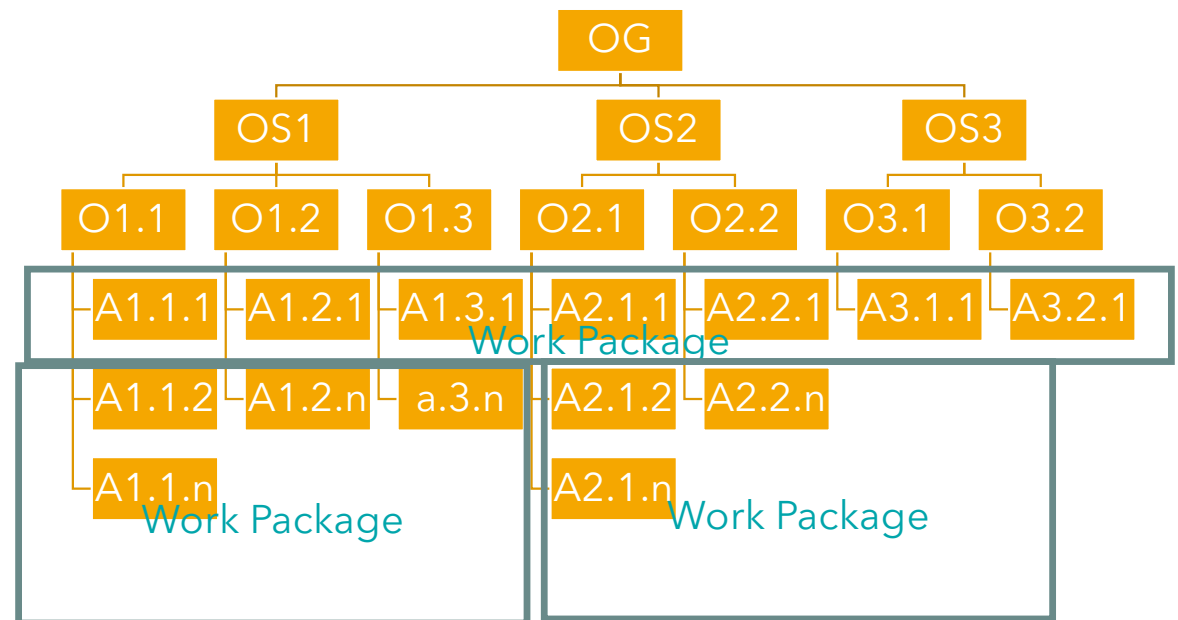 OG
OS1 OS2 OS3
O1.1 O1.2 O1.3 O2.1 O2.2 O3.1 O3.2
A1.1.1 A1.2.1 A1.3.1 A2.1.1 A2.2.1 A3.1.1 A3.2.1
Work Package
A1.1.2 A1.2.n a.3.n A2.1.2 A2.2.n
A1.1.n A2.1.n
Work Package Work Package